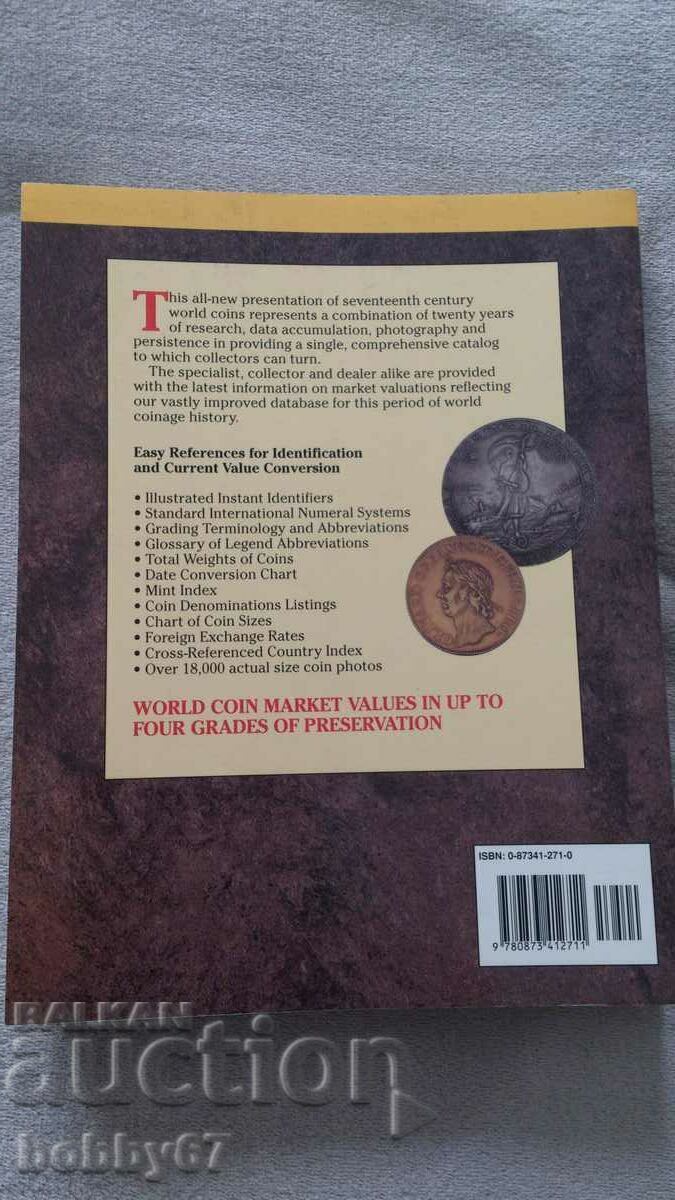 This all-new presentation of seventeenth century
world coins represents a combination of twenty years
of research, data accumulation, photography and
persistence in providing a single, comprehensive catalog
to which collectors can turn.
The specialist, collector and dealer alike are provided
with the latest information on market valuations reflecting
our vastly improved database for this period of world
coinage history.
Easy References for Identification
and Current Value Conversion
• Illustrated Instant Identifiers
• Standard International Numeral Systems
• Grading Terminology and Abbreviations
• Glossary of Legend Abbreviations
• Total Weights of Coins
• Date Conversion Chart
• Mint Index
• Coin Denominations Listings
• Chart of Coin Sizes
• Foreign Exchange Rates
• Cross-Referenced Country Index
• Over 18,000 actual size coin photos
WORLD COIN MARKET VALUES IN UP TO
FOUR GRADES OF PRESERVATION
ISBN: 0-87341-271-0
9 780873 412711
BALKAN
auction
bobby67